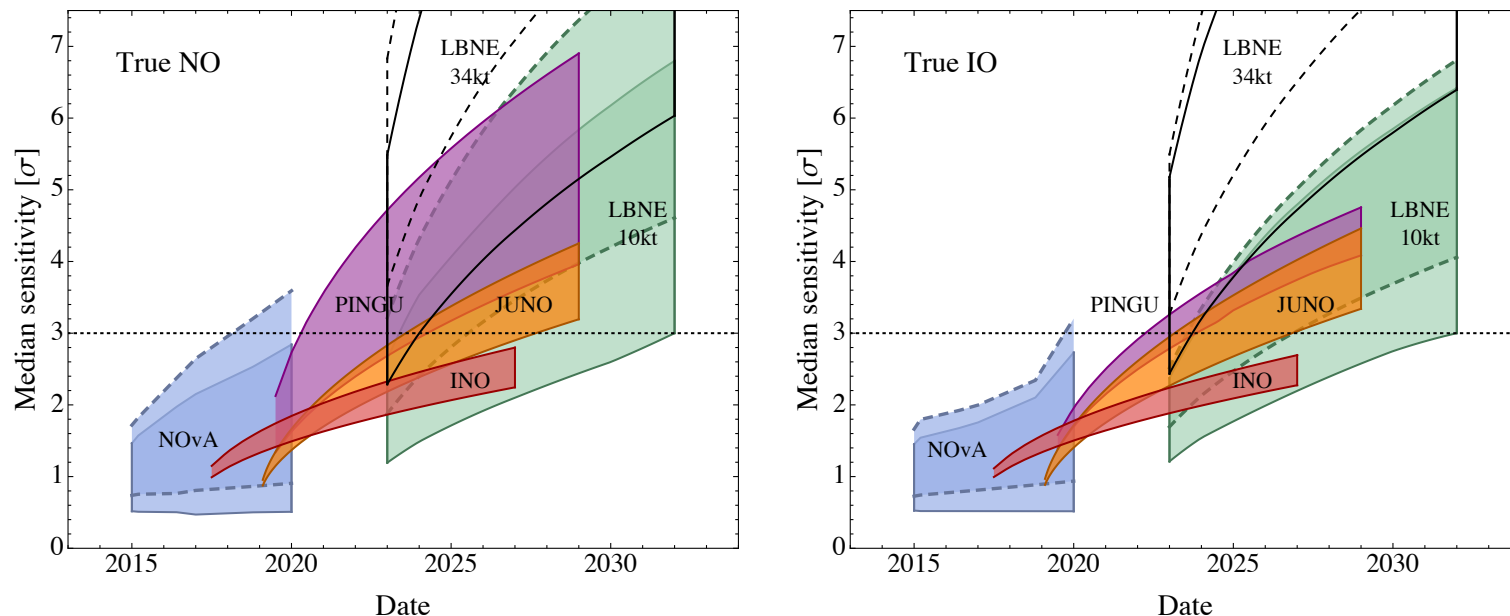 True NO
LBNE
34kt
LBNE
10kt
PINGU
JUNO
INO
NOvA
7
6
5
4
3
2
1
0
2015
2020
2025
2030
Median sensitivity [σ]
Date
True IO
LBNE
34kt
LBNE
10kt
PINGU
JUNO
INO
NOvA
7
6
5
4
3
2
1
0
2015
2020
2025
2030
Median sensitivity [σ]
Date